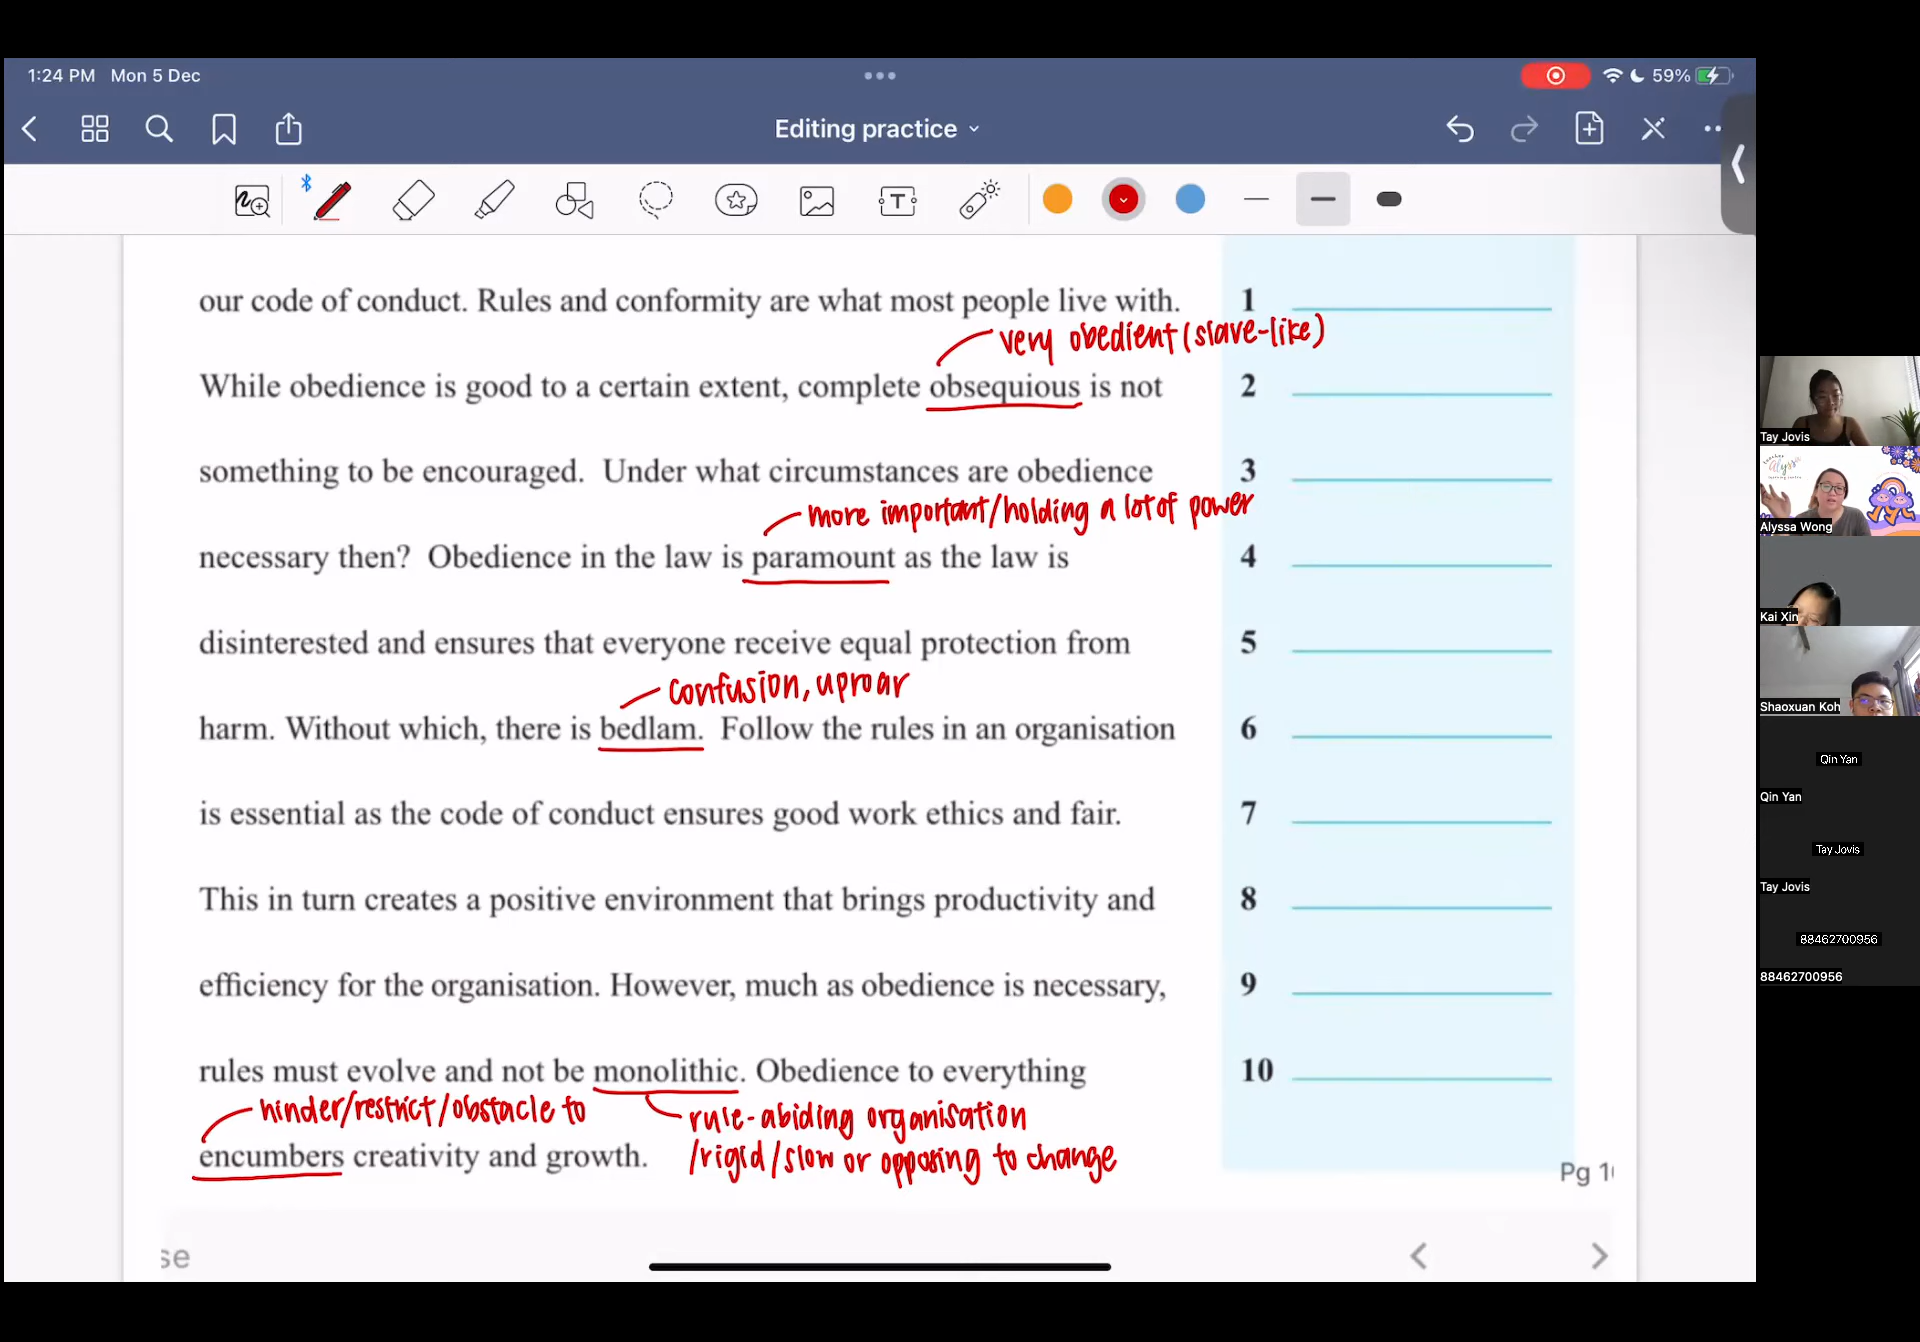 1:24 PM Mon 5 Dec
59%
Editing practice
T
our code of conduct. Rules and conformity are what most people live with. 1
very obedient (slave-like)
While obedience is good to a certain extent, complete obsequious is not 2
something to be encouraged. Under what circumstances are obedience 3
more important/holding a lot of power
necessary then? Obedience in the law is paramount as the law is 4
disinterested and ensures that everyone receive equal protection from 5
confusion, uproar
harm. Without which, there is bedlam. Follow the rules in an organisation 6
is essential as the code of conduct ensures good work ethics and fair. 7
This in turn creates a positive environment that brings productivity and 8
efficiency for the organisation. However, much as obedience is necessary, 9
rules must evolve and not be monolithic. Obedience to everything 10
hinder/restrict/obstacle to
rule-abiding organisation
encumbers creativity and growth.
/rigid/slow or opposing to change
Pg 1
se
Tay Jovis
Alyssa
Alyssa Wong
Kai Xin
Shaoxuan Koh
Qin Yan
Qin Yan
Tay Jovis
Tay Jovis
88462700956
88462700956